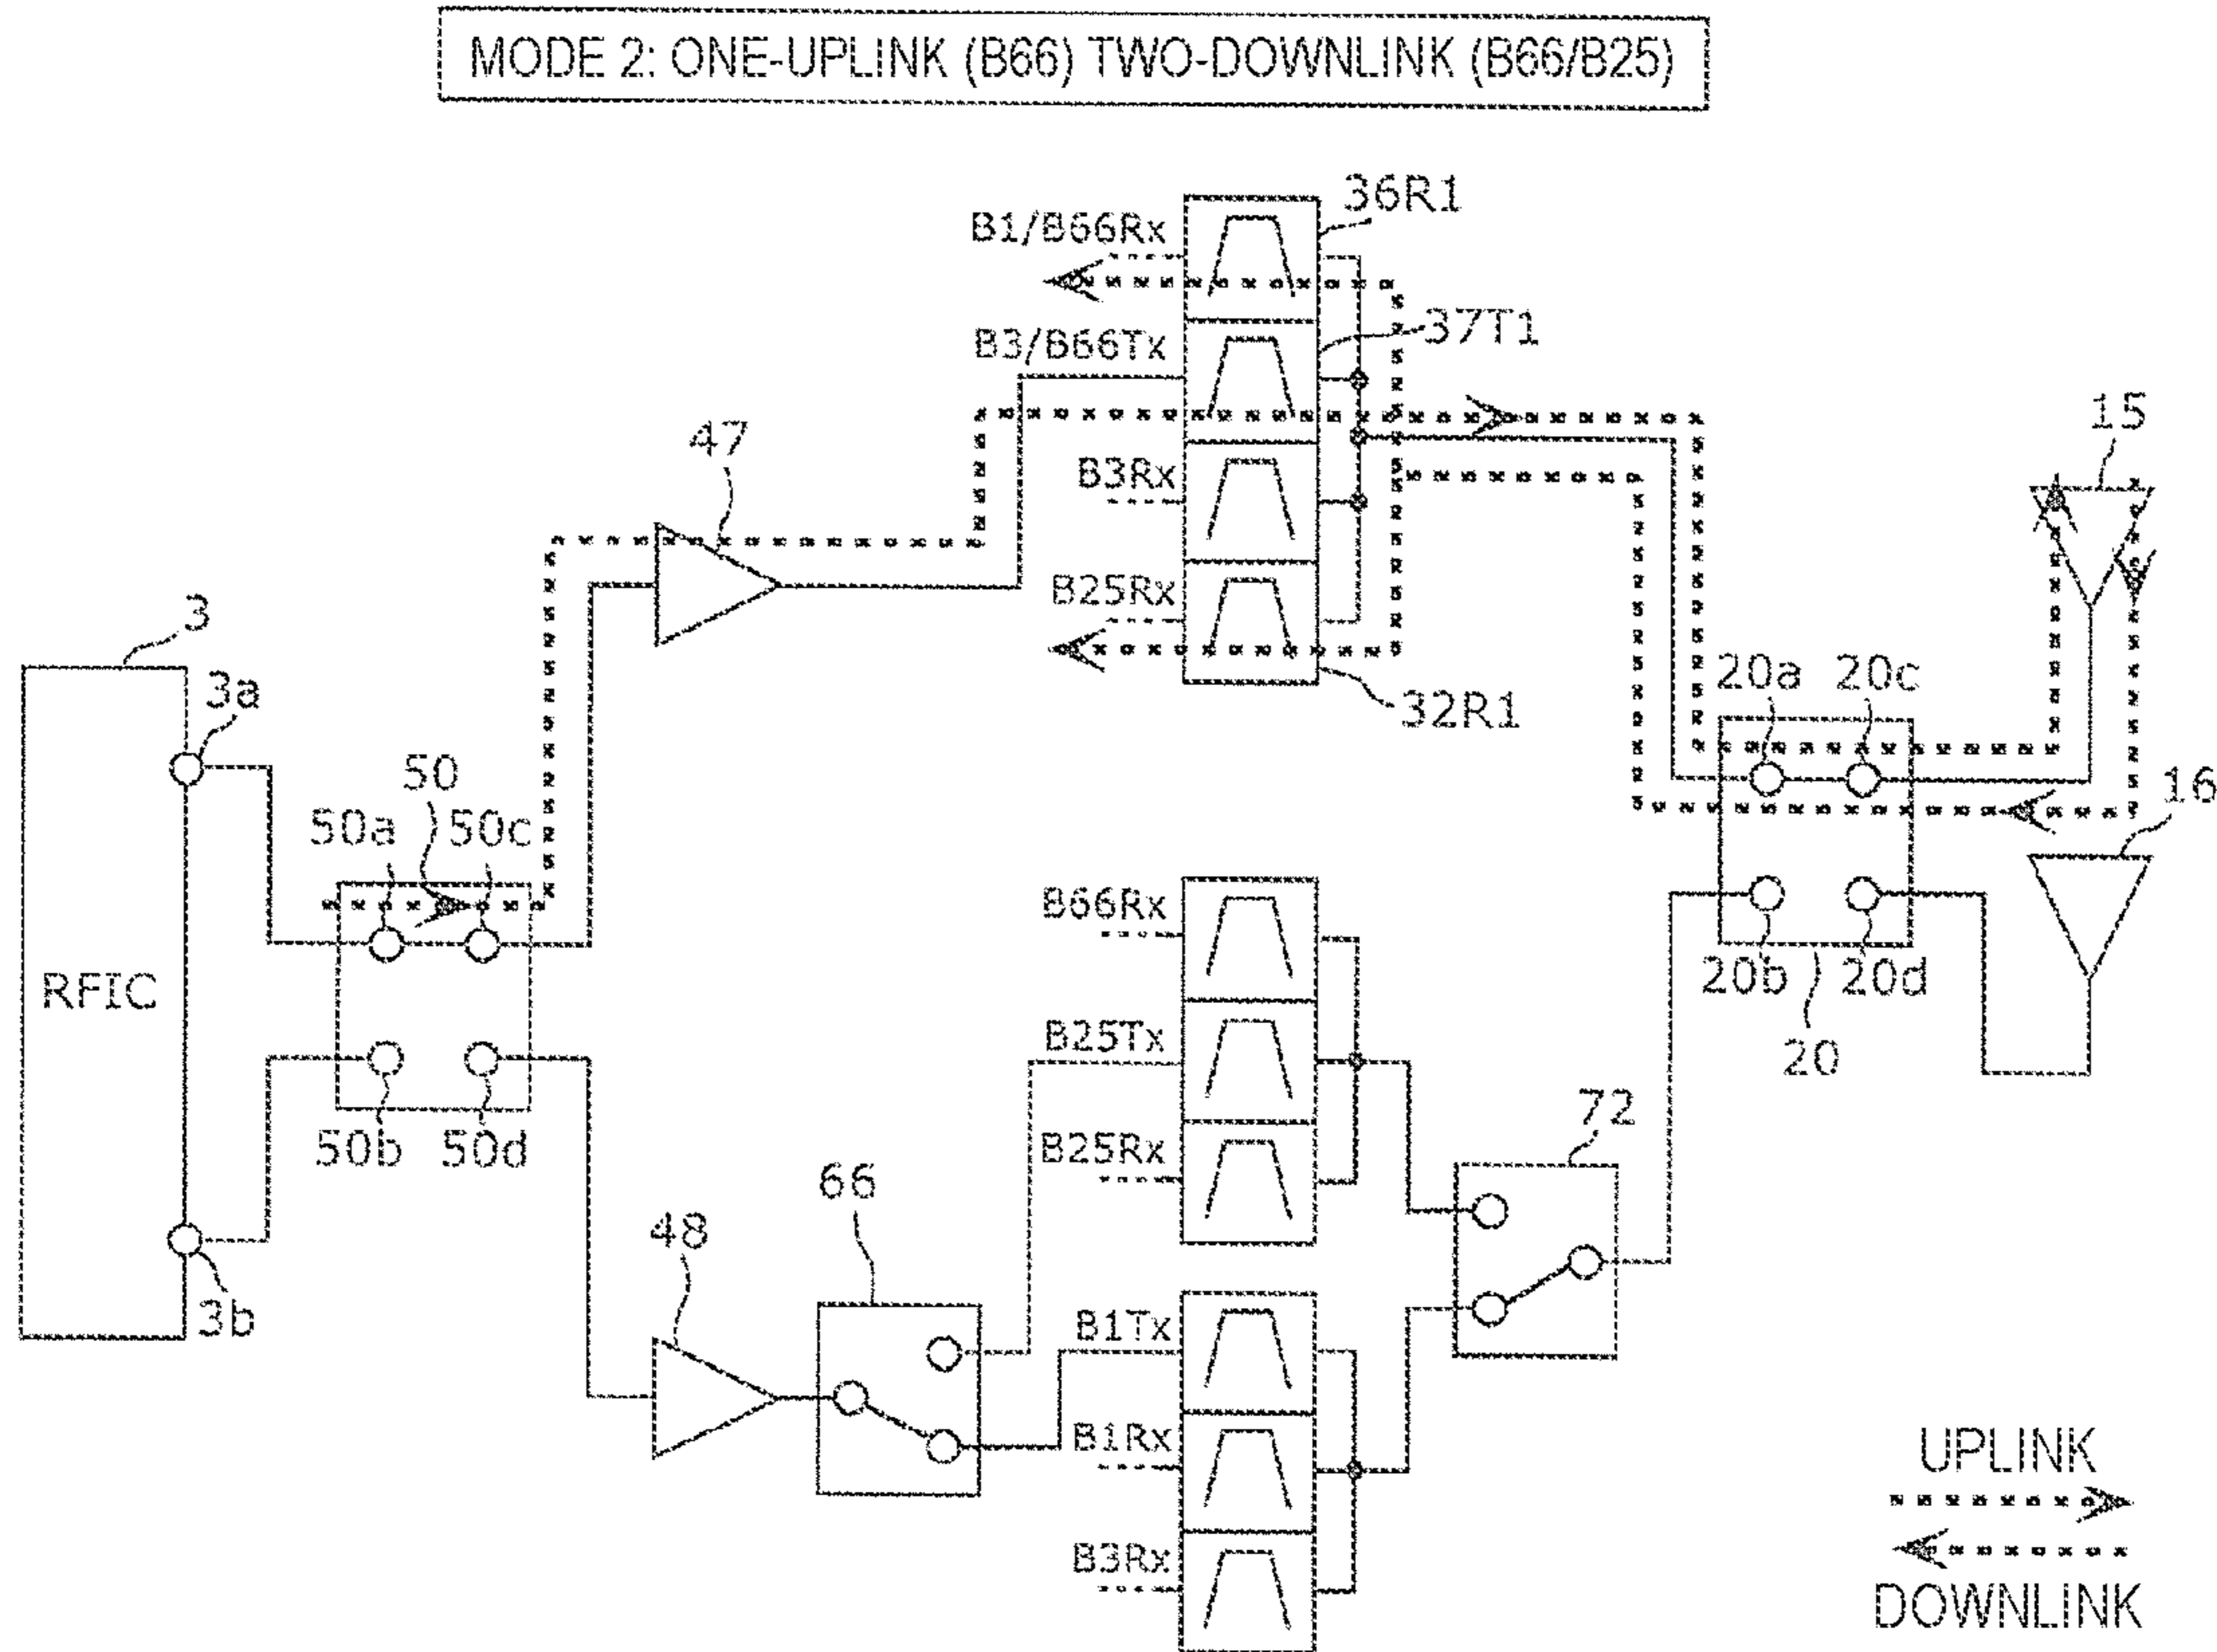 MODE 2: ONE-UPLINK (B66) TWO-DOWNLINK (B66/B25)
36R1
B1/B66Rx
37T1
B3/B66Tx
15
47
B3Rx
B25Rx
3
20a 20c
3a
32R1
50
16
50a 50c
B66Rx
RFIC
20b 20d
B25Tx
20
72
50b 50d
B25Rx
66
48
3b
B1Tx
B1Rx
UPLINK
B3Rx
DOWNLINK